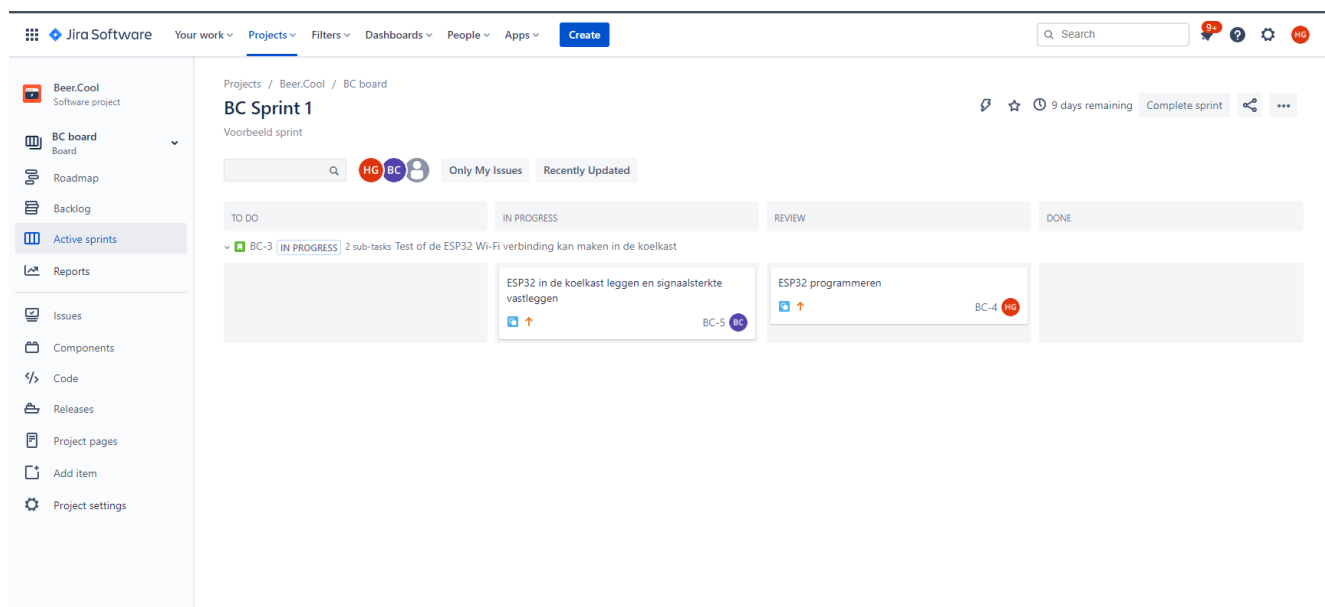 Jira Software Your work Projects Filters Dashboards People Apps Create Search 9+ HG
Beer.Cool
Software project
BC board
Board
Roadmap
Backlog
Active sprints
Reports
Issues
Components
Code
Releases
Project pages
Add item
Project settings
Projects / Beer.Cool / BC board
BC Sprint 1
Voorbeeld sprint
9 days remaining Complete sprint
HG BC Only My Issues Recently Updated
TO DO IN PROGRESS REVIEW DONE
BC-3 IN PROGRESS 2 sub-tasks Test of de ESP32 Wi-Fi verbinding kan maken in de koelkast
ESP32 in de koelkast leggen en signaalsterkte
vastleggen
BC-5 BC
ESP32 programmeren
BC-4 HG